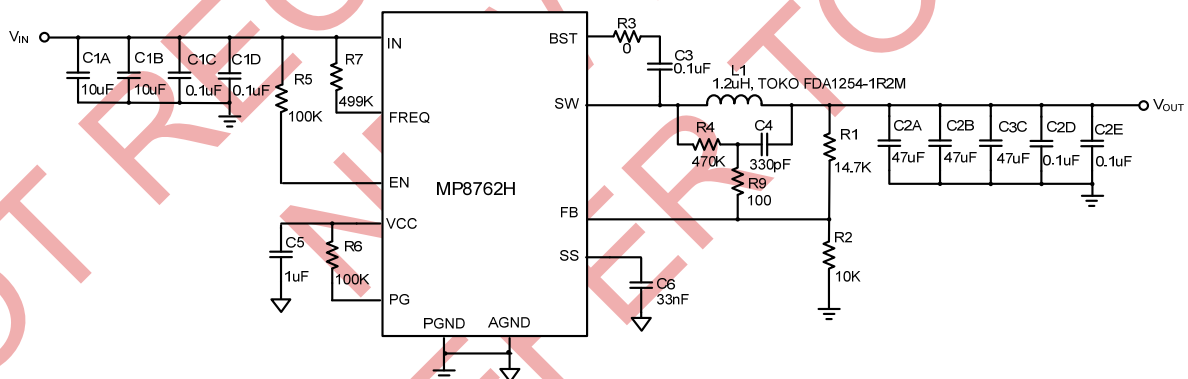 VIN
C1A
10uF
C1B
10uF
C1C
0.1uF
C1D
0.1uF
R5
100K
R7
499K
IN
FREQ
EN
VCC
PG
PGND
AGND
MP8762H
BST
SW
FB
SS
C5
1uF
R6
100K
R3
0
C3
0.1uF
L1
1.2uH, TOKO FDA1254-1R2M
R4
470K
C4
330pF
R9
100
R1
14.7K
R2
10K
C6
33nF
C2A
47uF
C2B
47uF
C3C
47uF
C2D
0.1uF
C2E
0.1uF
VOUT